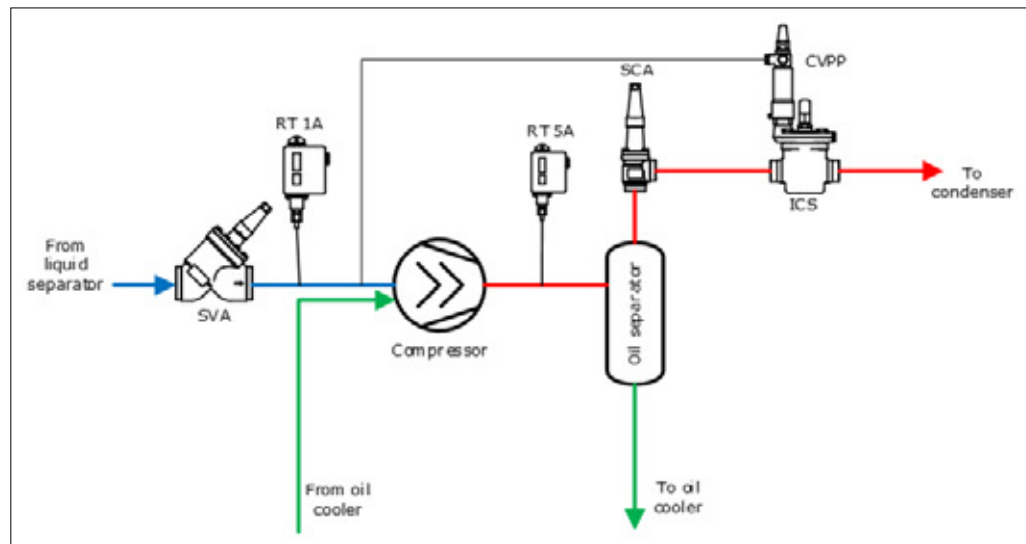 SCA
CVPP
RT 1A
RT 5A
To
condenser
ICS
From
liquid
separator
SVA
Compressor
Oil separator
From oil
cooler
To oil
cooler